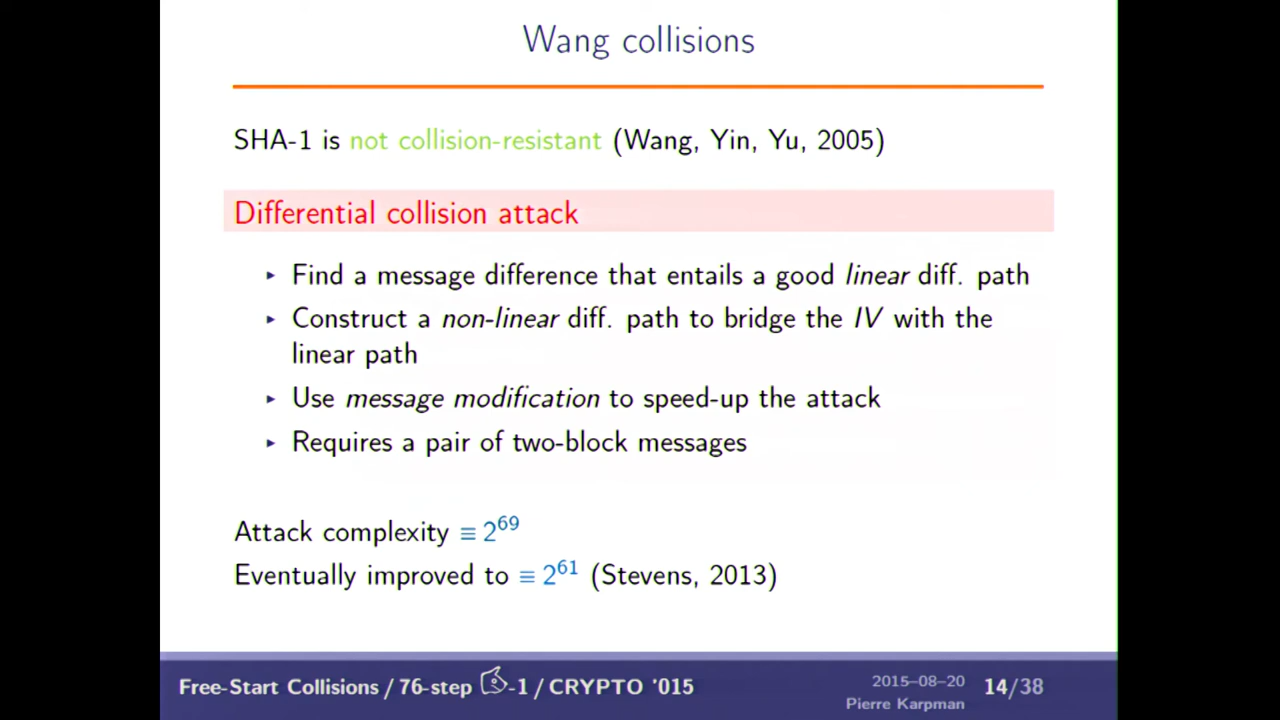 Wang collisions
SHA-1 is not collision-resistant (Wang, Yin, Yu, 2005)
Differential collision attack
▸ Find a message difference that entails a good linear diff. path
▸ Construct a non-linear diff. path to bridge the IV with the
linear path
▸ Use message modification to speed-up the attack
▸ Requires a pair of two-block messages
Attack complexity ≡ 2^69
Eventually improved to ≡ 2^61 (Stevens, 2013)
Free-Start Collisions / 76-step -1 / CRYPTO '015
2015–08–20
Pierre Karpman
14/38